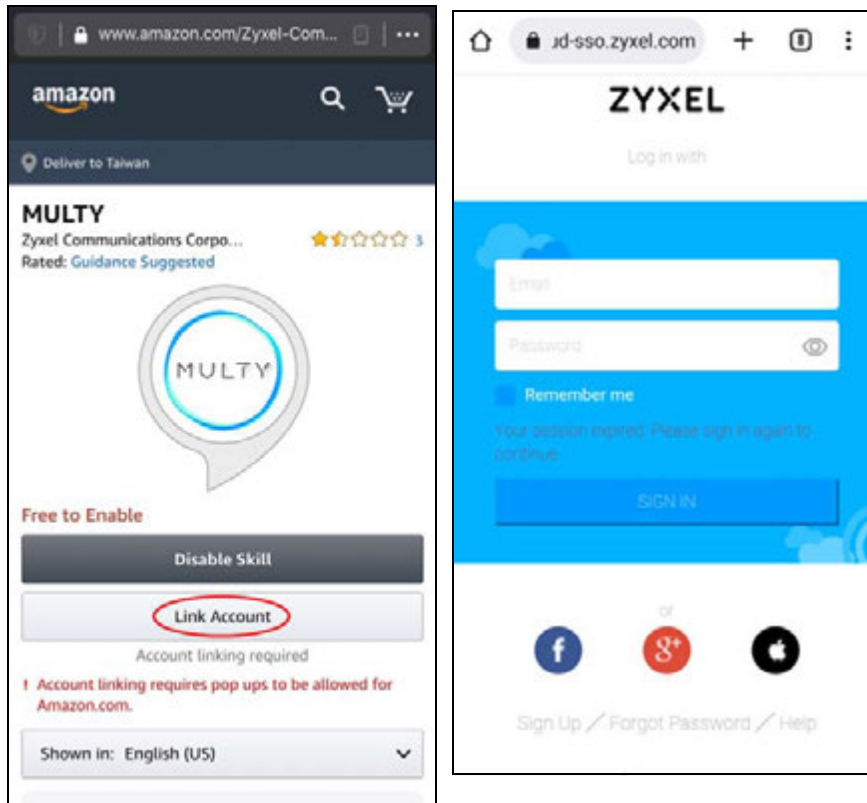 www.amazon.com/Zyxel-Com...
amazon
Deliver to Taiwan
MULTY
Zyxel Communications Corpo...
3
Rated: Guidance Suggested
MULTY
Free to Enable
Disable Skill
Link Account
Account linking required
! Account linking requires pop ups to be allowed for
Amazon.com.
Shown in: English (US)
ud-sso.zyxel.com
8
ZYXEL
Log in with
Email
Password
Remember me
Your session expired. Please sign in again to
continue
SIGN IN
or
f
g+
Sign Up / Forgot Password / Help